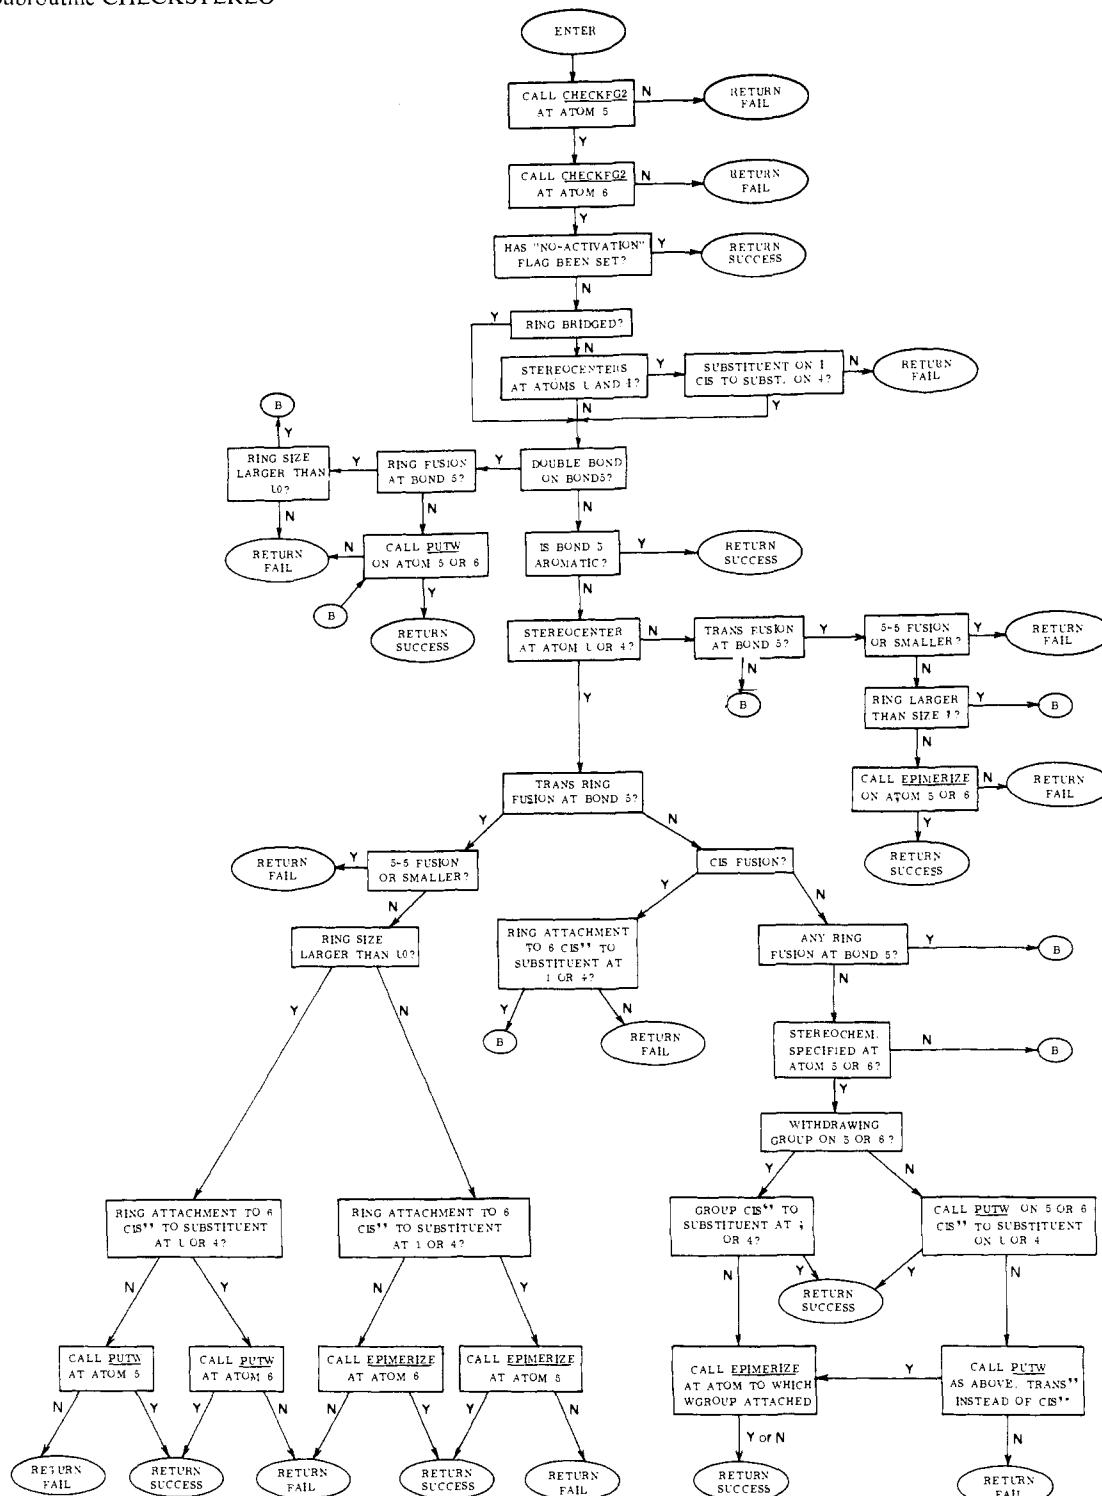 Subroutine CHECKSTEREO
ENTER
CALL CHECKFG2
AT ATOM 5
N
RETURN
FAIL
Y
CALL CHECKFG2
AT ATOM 6
N
RETURN
FAIL
Y
HAS "NO-ACTIVATION"
FLAG BEEN SET?
Y
RETURN
SUCCESS
N
Y
RING BRIDGED?
N
STEREOCENTERS
AT ATOMS 1 AND 4?
Y
SUBSTITUENT ON 1
CIS TO SUBST. ON 4?
N
RETURN
FAIL
N
Y
B
Y
RING SIZE
LARGER THAN
10?
Y
RING FUSION
AT BOND 5?
Y
DOUBLE BOND
ON BOND5?
N
N
N
RETURN
FAIL
N
CALL PUTW
ON ATOM 5 OR 6
IS BOND 5
AROMATIC?
Y
RETURN
SUCCESS
B
Y
N
RETURN
SUCCESS
STEREOCENTER
AT ATOM 1 OR 4?
N
TRANS FUSION
AT BOND 5?
Y
5-5 FUSION
OR SMALLER?
Y
RETURN
FAIL
N
N
B
RING LARGER
THAN SIZE 7?
Y
B
Y
N
CALL EPIMERIZE
ON ATOM 5 OR 6
N
RETURN
FAIL
Y
RETURN
SUCCESS
TRANS RING
FUSION AT BOND 5?
Y
N
RETURN
FAIL
Y
5-5 FUSION
OR SMALLER?
CIS FUSION?
N
Y
N
RING SIZE
LARGER THAN 10?
RING ATTACHMENT
TO 6 CIS" TO
SUBSTITUENT AT
1 OR 4?
ANY RING
FUSION AT BOND 5?
Y
B
Y
N
Y
N
N
B
RETURN
FAIL
STEREOCHEM.
SPECIFIED AT
ATOM 5 OR 6?
N
B
Y
WITHDRAWING
GROUP ON 5 OR 6?
Y
N
RING ATTACHMENT TO 6
CIS" TO SUBSTITUENT
AT 1 OR 4?
RING ATTACHMENT TO 6
CIS" TO SUBSTITUENT
AT 1 OR 4?
GROUP CIS" TO
SUBSTITUENT AT
OR 4?
CALL PUTW ON 5 OR 6
CIS" TO SUBSTITUENT
ON 1 OR 4
N
Y
N
Y
N
Y
Y
N
RETURN
SUCCESS
CALL PUTW
AT ATOM 5
CALL PUTW
AT ATOM 6
CALL EPIMERIZE
AT ATOM 6
CALL EPIMERIZE
AT ATOM 5
CALL EPIMERIZE
AT ATOM TO WHICH
WGROUP ATTACHED
Y
CALL PUTW
AS ABOVE, TRANS"
INSTEAD OF CIS"
N
Y
Y
N
N
Y
Y
N
Y or N
N
RETURN
FAIL
RETURN
SUCCESS
RETURN
FAIL
RETURN
SUCCESS
RETURN
FAIL
RETURN
SUCCESS
RETURN
FAIL